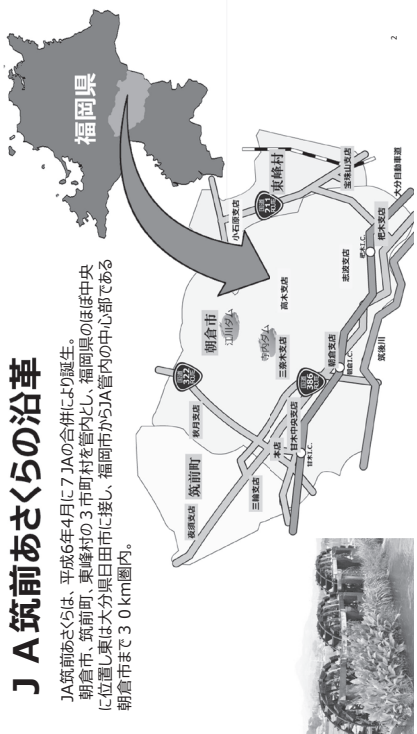 JA筑前あさくらの沿革
JA筑前あさくらは、平成6年4月に7JAの合併により誕生。
朝倉市、筑前町、東峰村の3市町村を管内とし、福岡県のほぼ中央
に位置し東は大分県日田市に接し、福岡市からJA管内の中心部である
朝倉市まで30km圏内。
福岡県
筑前町
朝倉市
東峰村
夜須支店
三輪支店
秋月支店
本店
甘木中央支店
甘木I.C.
江川ダム
寺内ダム
三奈木支店
高木支店
小石原支店
宝珠山支店
朝倉支店
朝倉I.C.
志波支店
杷木I.C.
杷木支店
筑後川
大分自動車道
322
386
211
2